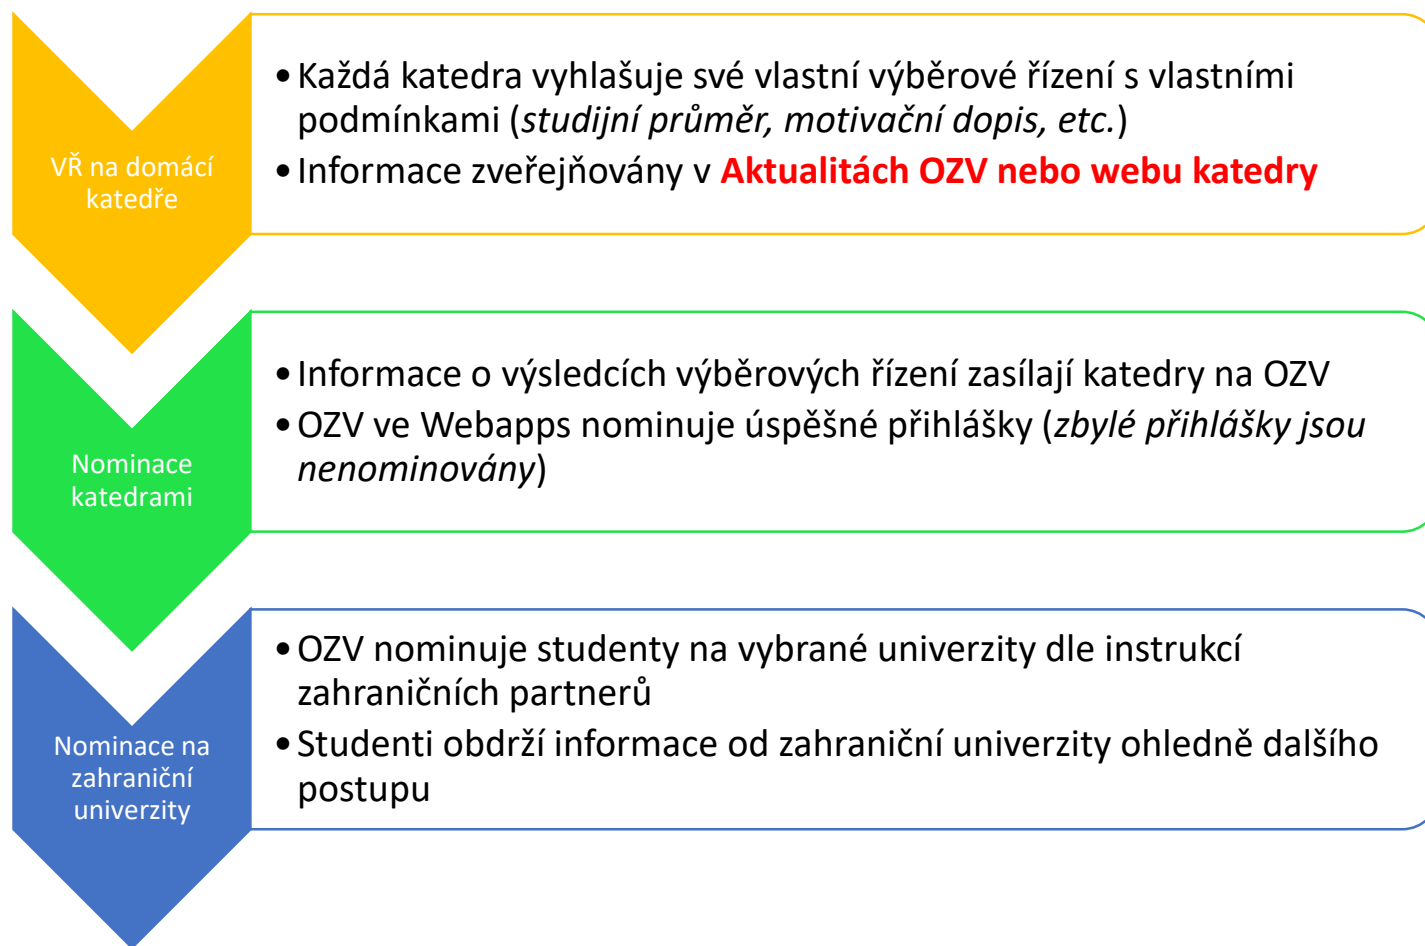 VŘ na domácí
katedře
• Každá katedra vyhlašuje své vlastní výběrové řízení s vlastními
podmínkami (studijní průměr, motivační dopis, etc.)
• Informace zveřejňovány v Aktualitách OZV nebo webu katedry
Nominace
katedrami
• Informace o výsledcích výběrových řízení zasílají katedry na OZV
• OZV ve Webapps nominuje úspěšné přihlášky (zbylé přihlášky jsou
nenominovány)
Nominace na
zahraniční
univerzity
• OZV nominuje studenty na vybrané univerzity dle instrukcí
zahraničních partnerů
• Studenti obdrží informace od zahraniční univerzity ohledně dalšího
postupu